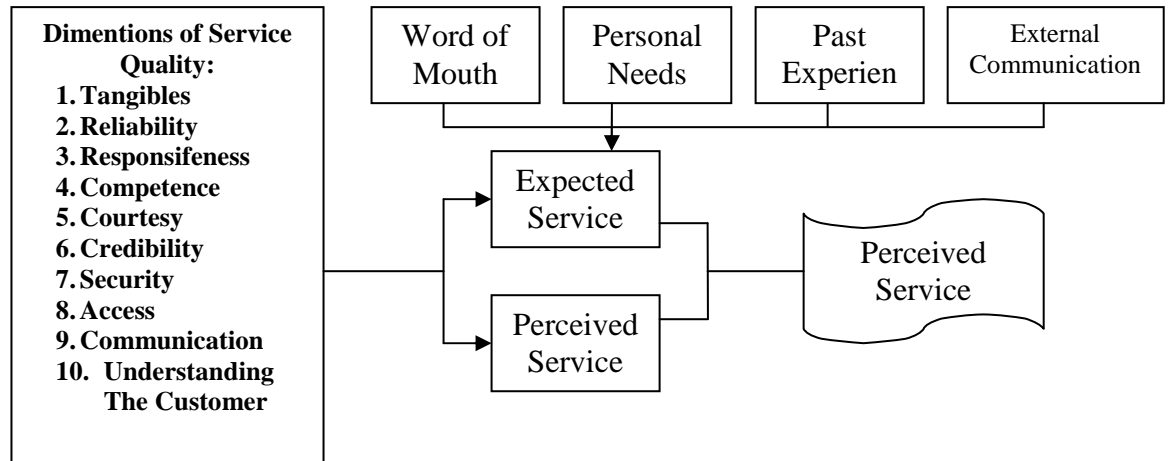 Dimentions of Service
Quality:
1. Tangibles
2. Reliability
3. Responsifeness
4. Competence
5. Courtesy
6. Credibility
7. Security
8. Access
9. Communication
10. Understanding
The Customer
Word of
Mouth
Personal
Needs
Past
Experien
External
Communication
Expected
Service
Perceived
Service
Perceived
Service